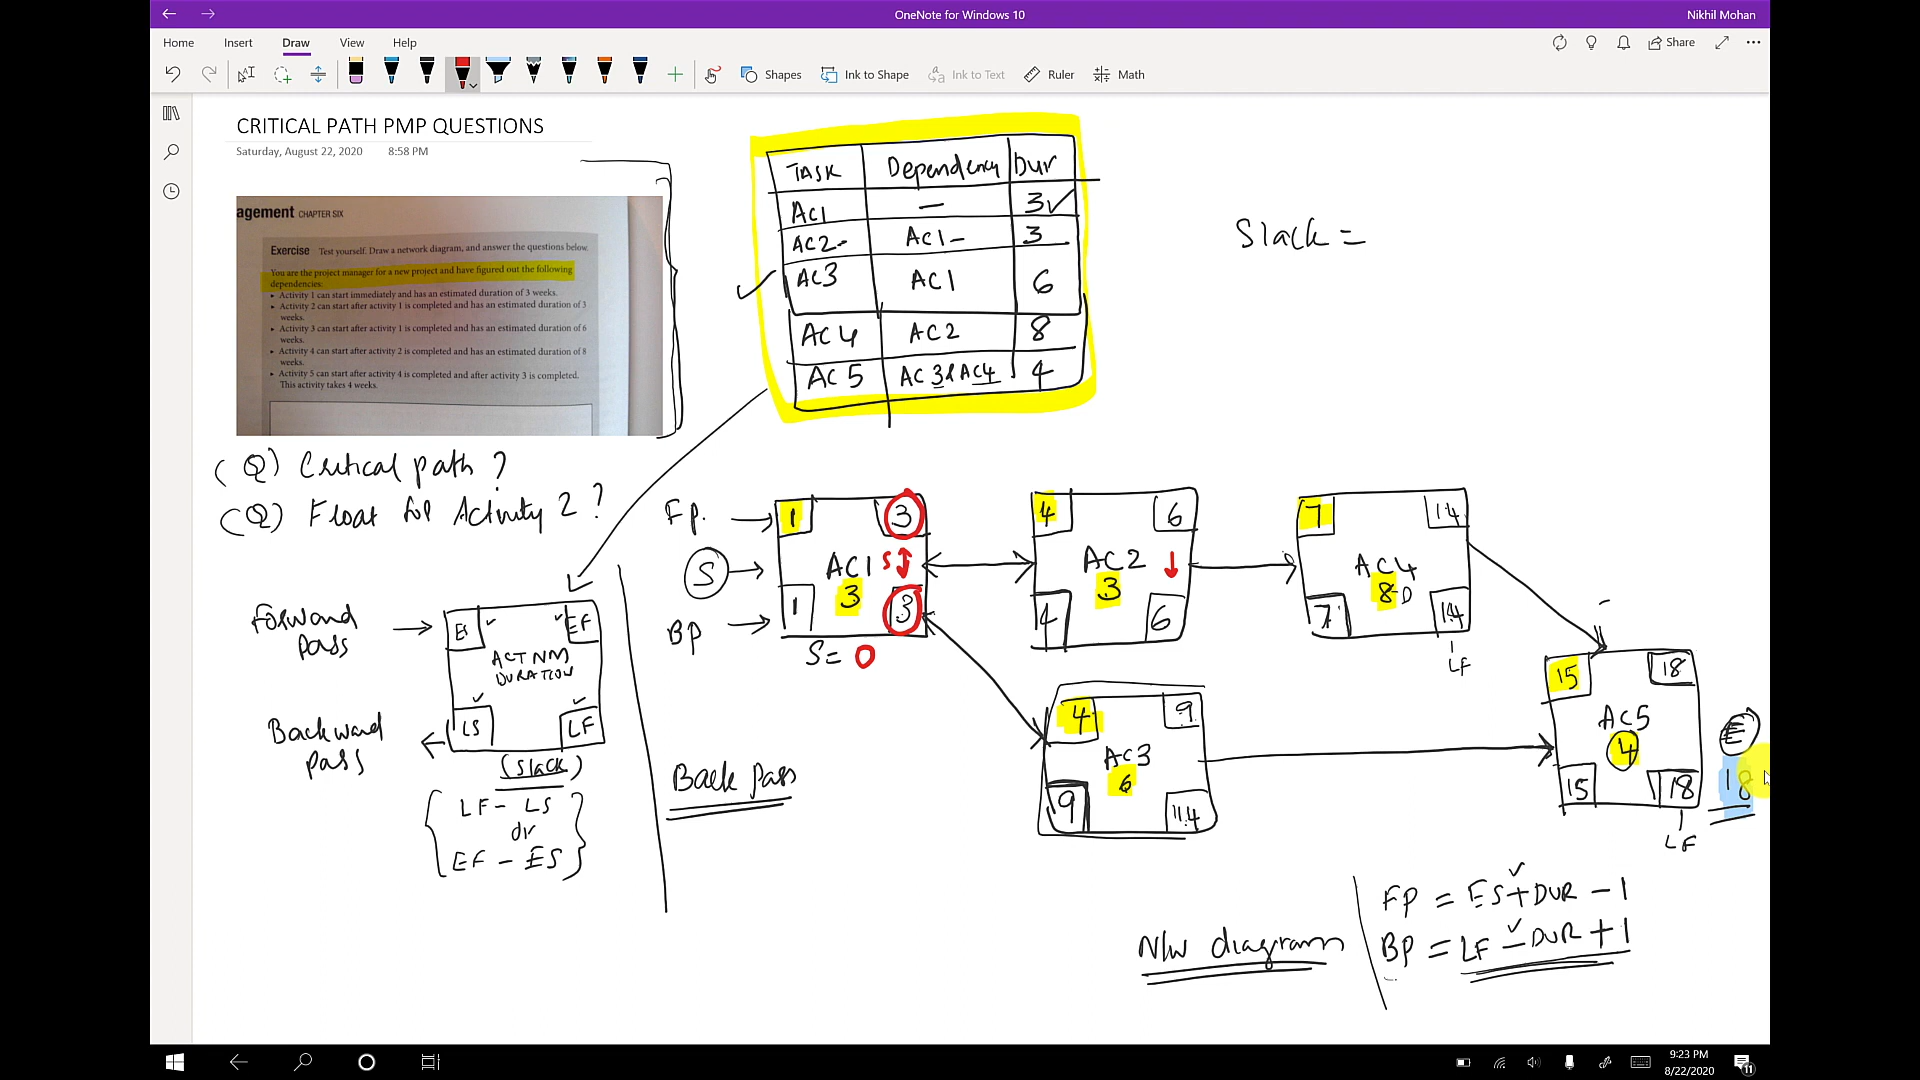 OneNote for Windows 10
Nikhil Mohan
Home Insert Draw View Help
Share
Shapes Ink to Shape Ink to Text Ruler Math
CRITICAL PATH PMP QUESTIONS
Saturday, August 22, 2020 8:58 PM
agement CHAPTER SIX
Exercise Test yourself. Draw a network diagram, and answer the questions below.
You are the project manager for a new project and have figured out the following
dependencies:
• Activity 1 can start immediately and has an estimated duration of 3 weeks.
• Activity 2 can start after activity 1 is completed and has an estimated duration of 3
weeks.
• Activity 3 can start after activity 1 is completed and has an estimated duration of 6
weeks.
• Activity 4 can start after activity 2 is completed and has an estimated duration of 8
weeks.
• Activity 5 can start after activity 4 is completed and after activity 3 is completed.
This activity takes 4 weeks.
TASK Dependency Dur
AC1 — 3✓
AC2- AC1- 3
AC3 AC1 6
AC4 AC2 8
AC5 AC3&AC4 4
Slack =
(Q) Critical path?
(Q) Float for Activity 2?
Forward
pass
ES EF
ACT NM
DURATION
Backward
pass
LS LF
(slack)
LF - LS
or
EF - ES
FP.
S
BP
1 3
AC1 S
3
1 3
S= 0
4 6
AC2
3
4 6
7 14
AC4
8 D
7 14
LF
4 9
AC3
6
9 14
15 18
AC5
4
15 18
LF
E
18
Back pass
N/W diagram
FP = ES+DUR -1
BP = LF -DUR +1
9:23 PM
8/22/2020
11